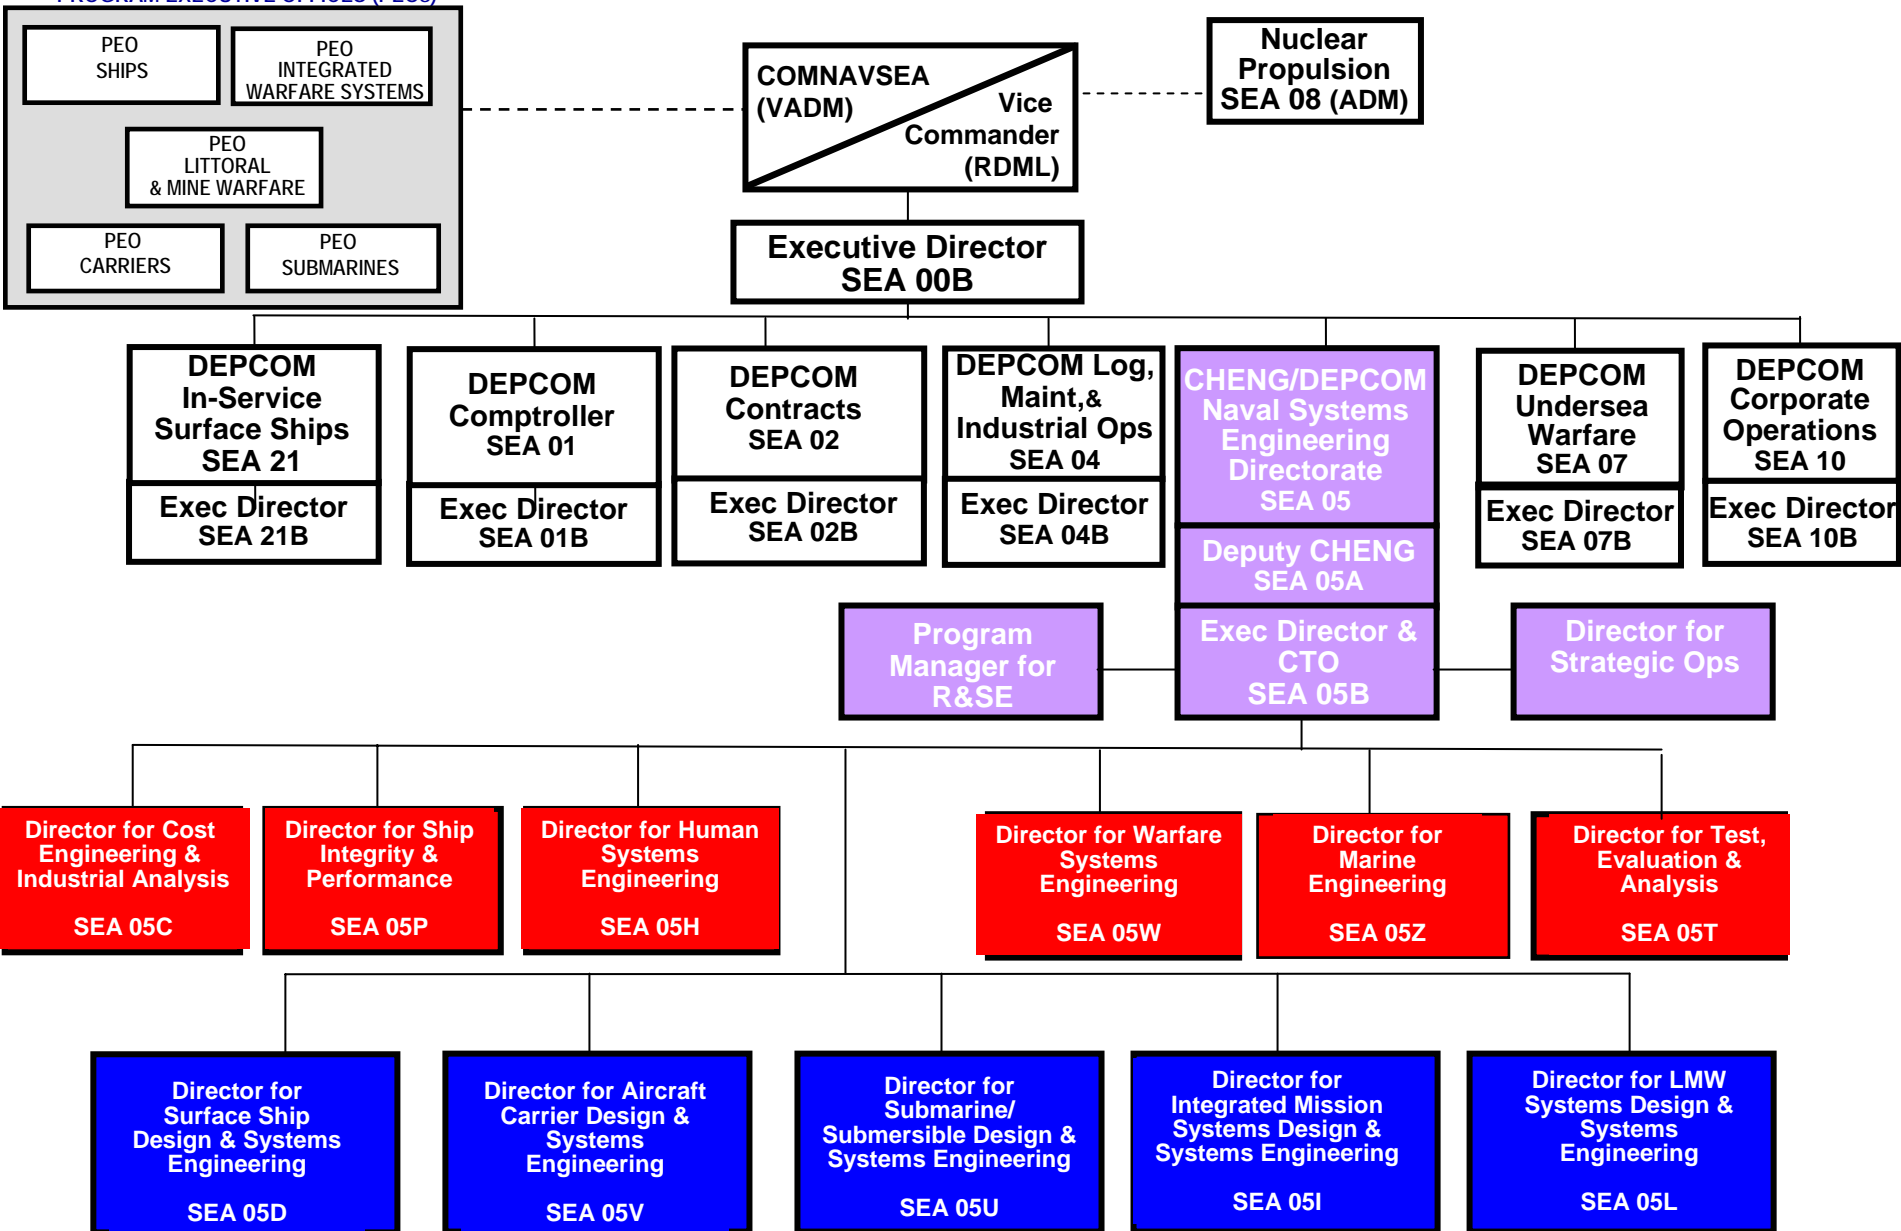 PROGRAM EXECUTIVE OFFICES (PEOs)
PEO
SHIPS
PEO
INTEGRATED
WARFARE SYSTEMS
PEO
LITTORAL
& MINE WARFARE
PEO
CARRIERS
PEO
SUBMARINES
COMNAVSEA
(VADM)
Vice
Commander
(RDML)
Nuclear
Propulsion
SEA 08 (ADM)
Executive Director
SEA 00B
DEPCOM
In-Service
Surface Ships
SEA 21
Exec Director
SEA 21B
DEPCOM
Comptroller
SEA 01
Exec Director
SEA 01B
DEPCOM
Contracts
SEA 02
Exec Director
SEA 02B
DEPCOM Log,
Maint,&
Industrial Ops
SEA 04
Exec Director
SEA 04B
CHENG/DEPCOM
Naval Systems
Engineering
Directorate
SEA 05
Deputy CHENG
SEA 05A
Exec Director &
CTO
SEA 05B
DEPCOM
Undersea
Warfare
SEA 07
Exec Director
SEA 07B
DEPCOM
Corporate
Operations
SEA 10
Exec Director
SEA 10B
Program
Manager for
R&SE
Director for
Strategic Ops
Director for Cost
Engineering &
Industrial Analysis
SEA 05C
Director for Ship
Integrity &
Performance
SEA 05P
Director for Human
Systems
Engineering
SEA 05H
Director for Warfare
Systems
Engineering
SEA 05W
Director for
Marine
Engineering
SEA 05Z
Director for Test,
Evaluation &
Analysis
SEA 05T
Director for
Surface Ship
Design & Systems
Engineering
SEA 05D
Director for Aircraft
Carrier Design &
Systems
Engineering
SEA 05V
Director for
Submarine/
Submersible Design &
Systems Engineering
SEA 05U
Director for
Integrated Mission
Systems Design &
Systems Engineering
SEA 05I
Director for LMW
Systems Design &
Systems
Engineering
SEA 05L